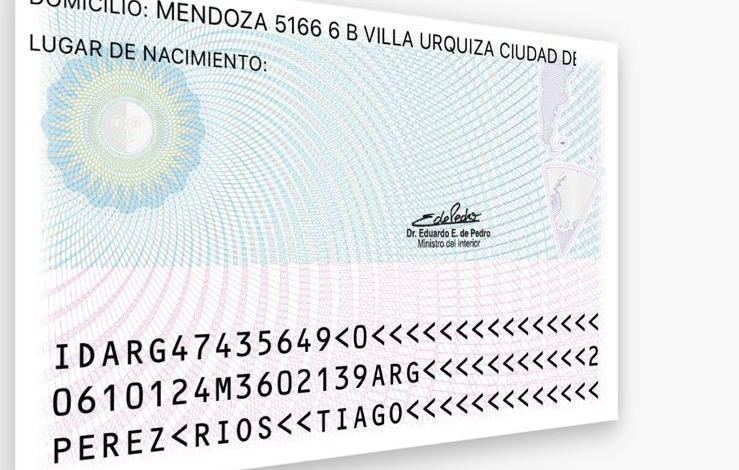 DOMICILIO: MENDOZA 5166 6 B VILLA URQUIZA CIUDAD DE
LUGAR DE NACIMIENTO:
Dr. Eduardo E. de Pedro
Ministro del Interior
IDARG47435649<0<<<<<<<<<<<<<<<
0610124M3602139ARG<<<<<<<<<<<2
PEREZ<RIOS<<TIAGO<<<<<<<<<<<<<